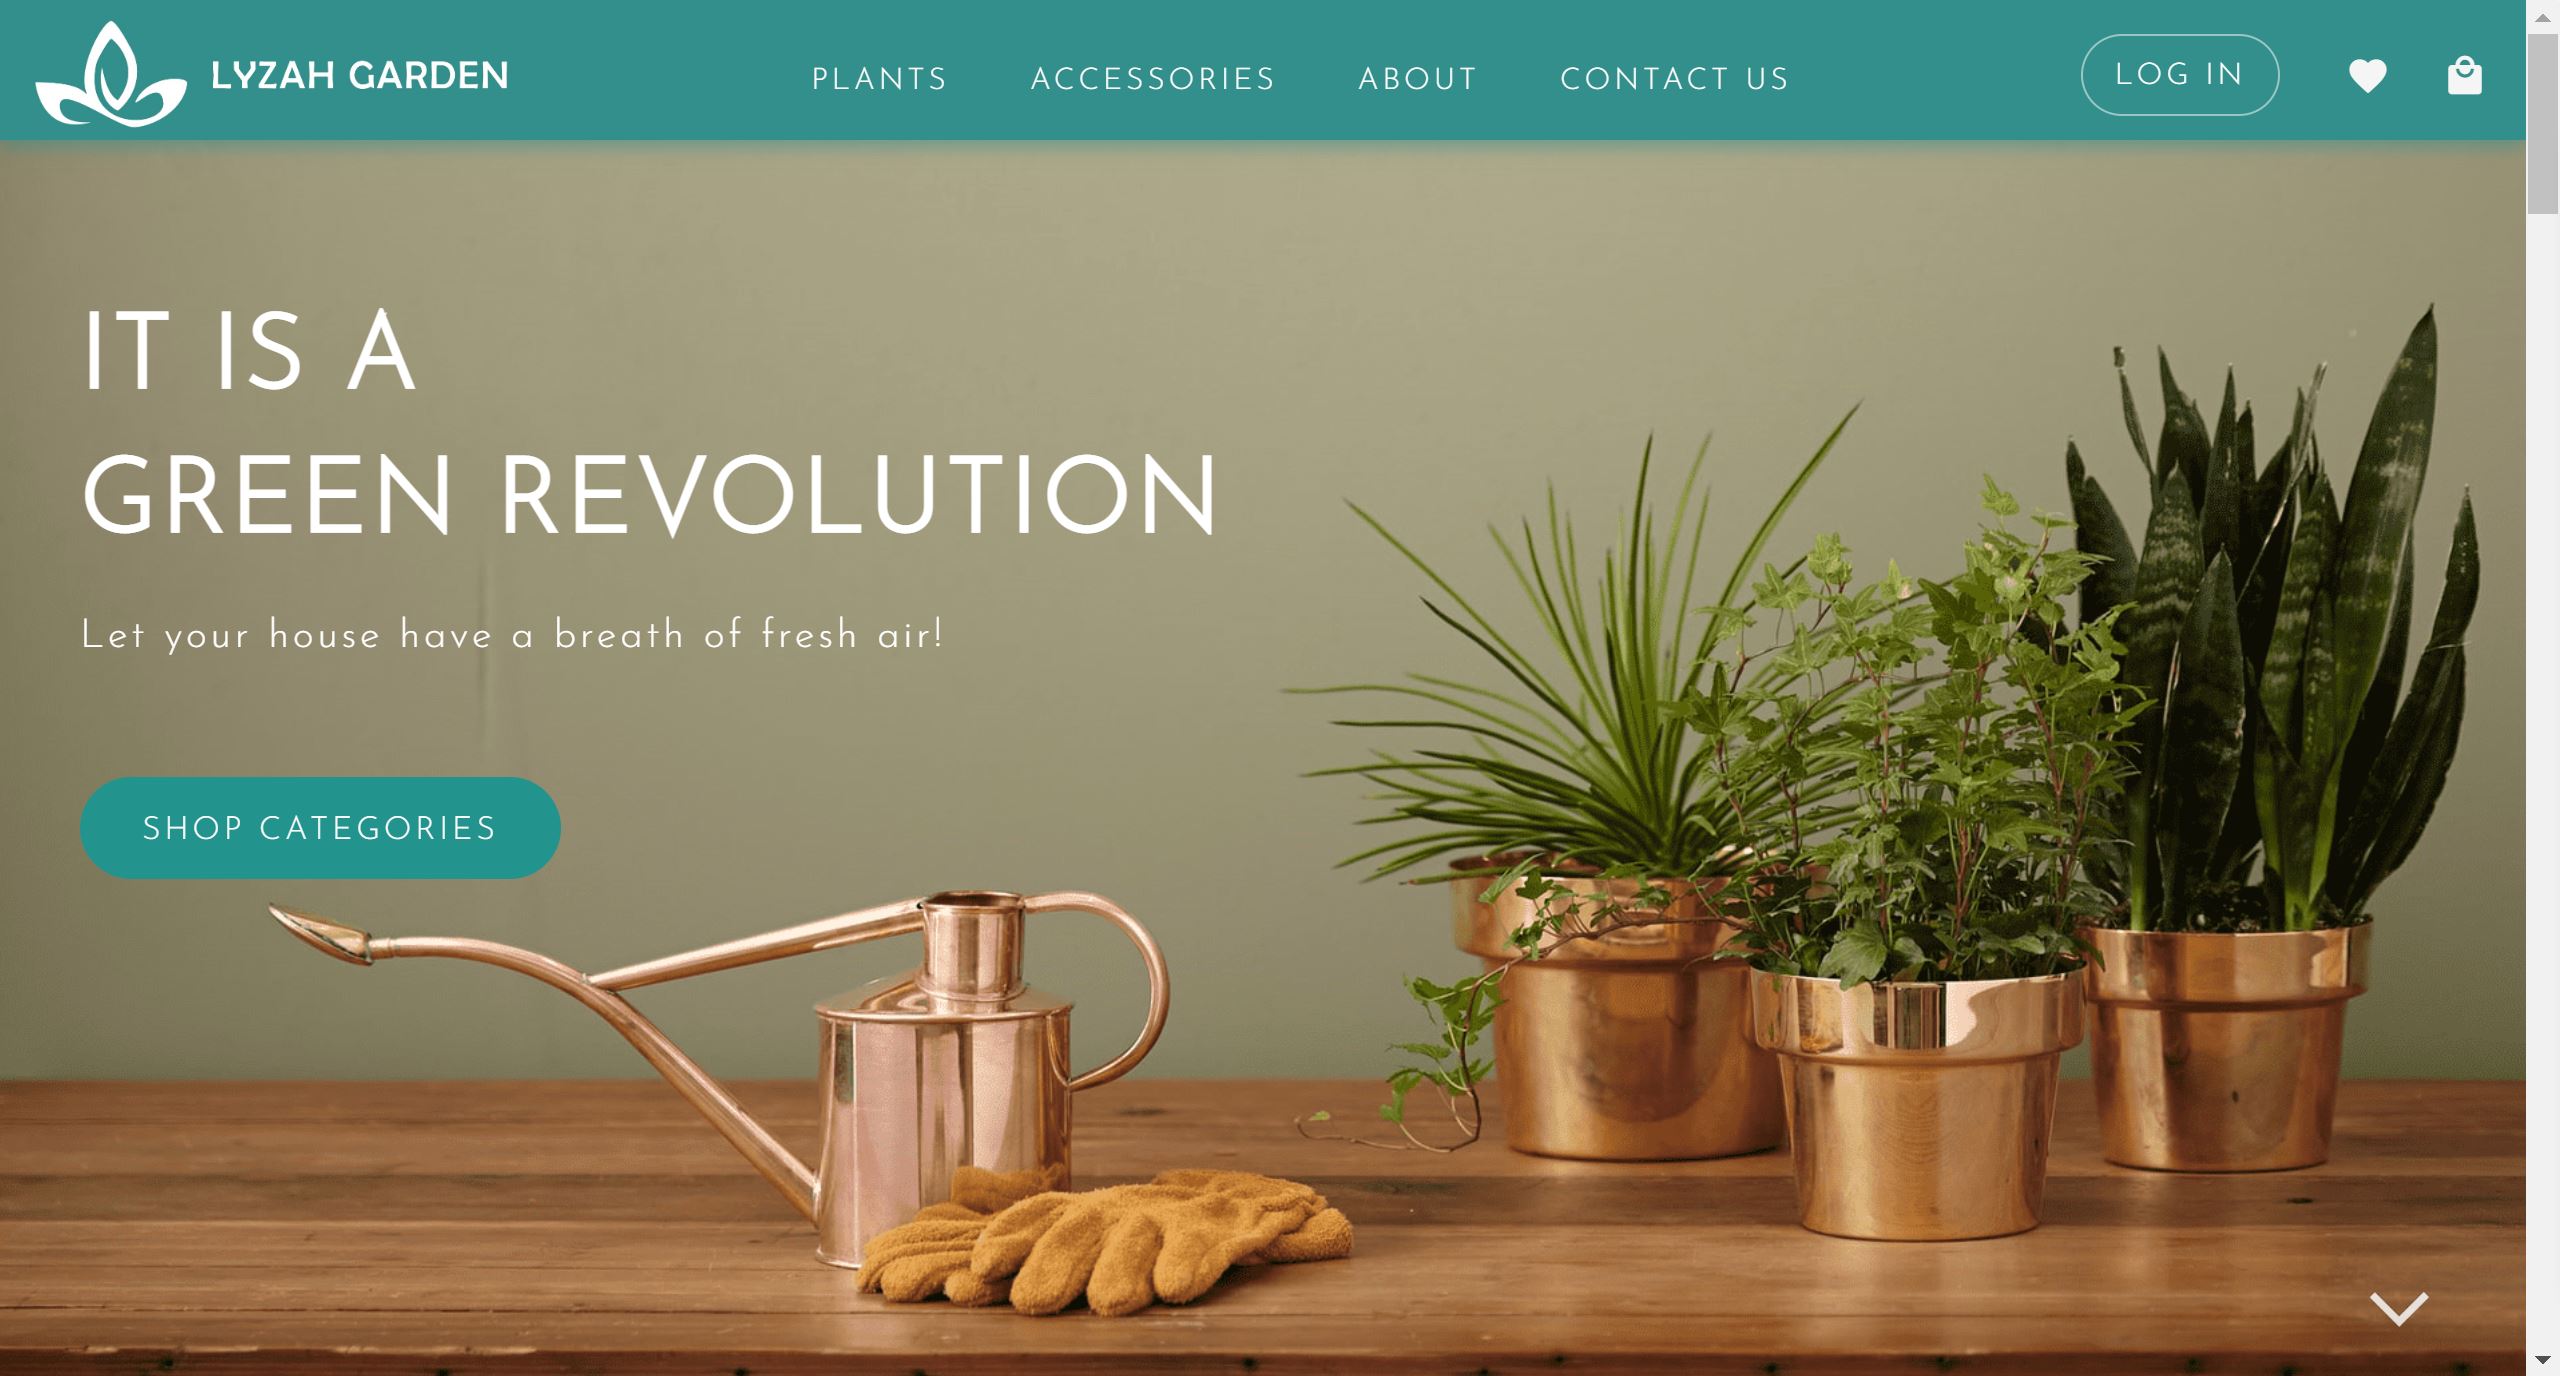 LYZAH GARDEN
PLANTS
ACCESSORIES
ABOUT
CONTACT US
LOG IN
IT IS A
GREEN REVOLUTION
Let your house have a breath of fresh air!
SHOP CATEGORIES